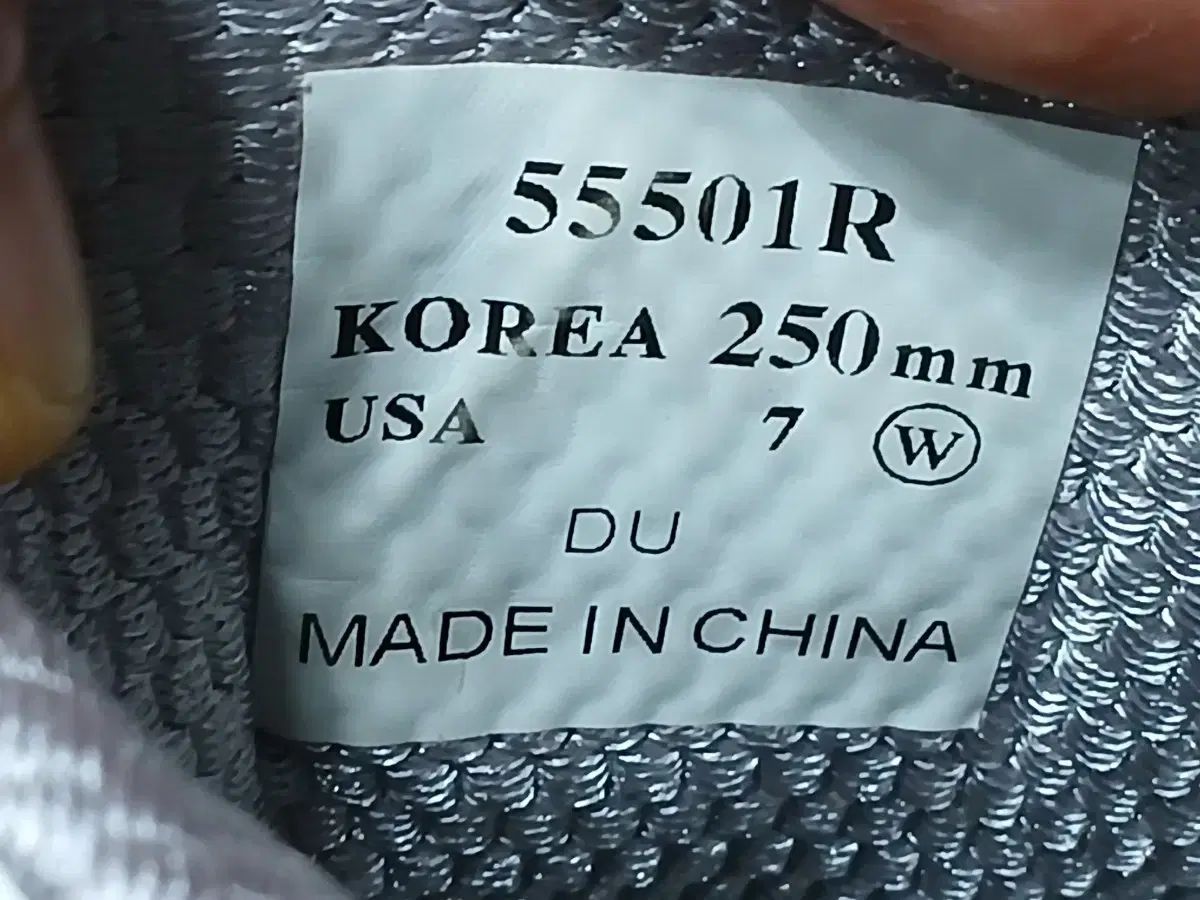 55501R
KOREA 250mm
USA 7 Ⓦ
DU
MADE IN CHINA